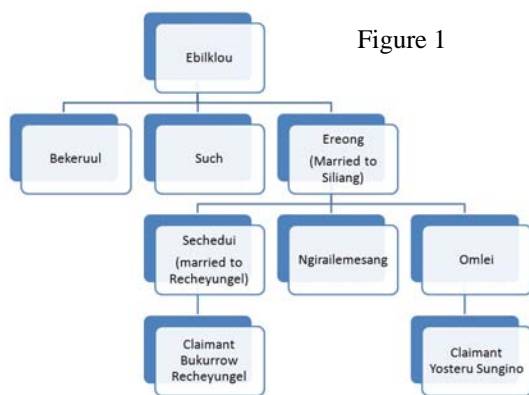 Figure 1
Ebilklou
Bekeruul
Such
Ereong
(Married to
Siliang)
Sechedui
(married to
Recheyungel)
Ngirailemesang
Omlei
Claimant
Bukurrow
Recheyungel
Claimant
Yosteru Sungino